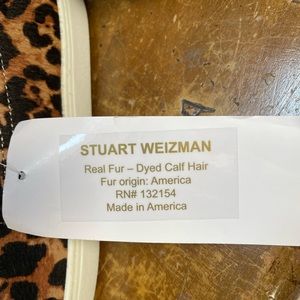 STUART WEIZMAN
Real Fur – Dyed Calf Hair
Fur origin: America
RN# 132154
Made in America